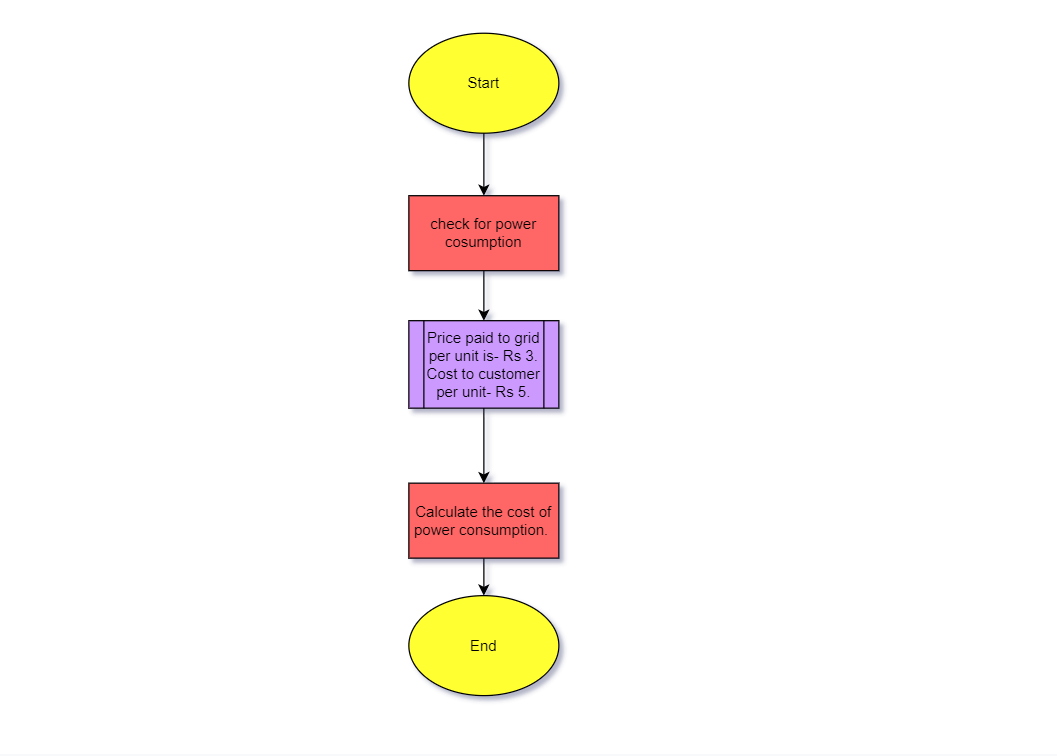 Start
check for power
cosumption
Price paid to grid
per unit is- Rs 3.
Cost to customer
per unit- Rs 5.
Calculate the cost of
power consumption.
End